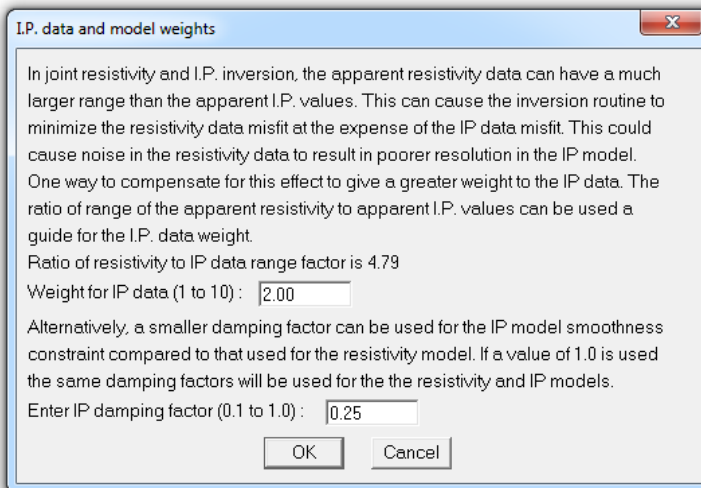 I.P. data and model weights
In joint resistivity and I.P. inversion, the apparent resistivity data can have a much
larger range than the apparent I.P. values. This can cause the inversion routine to
minimize the resistivity data misfit at the expense of the IP data misfit. This could
cause noise in the resistivity data to result in poorer resolution in the IP model.
One way to compensate for this effect to give a greater weight to the IP data. The
ratio of range of the apparent resistivity to apparent I.P. values can be used a
guide for the I.P. data weight.
Ratio of resistivity to IP data range factor is 4.79
Weight for IP data (1 to 10) : 2.00
Alternatively, a smaller damping factor can be used for the IP model smoothness
constraint compared to that used for the resistivity model. If a value of 1.0 is used
the same damping factors will be used for the the resistivity and IP models.
Enter IP damping factor (0.1 to 1.0) : 0.25
OK Cancel